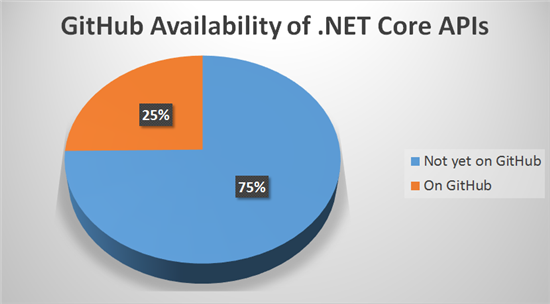 GitHub Availability of .NET Core APIs
25%
75%
Not yet on GitHub
On GitHub